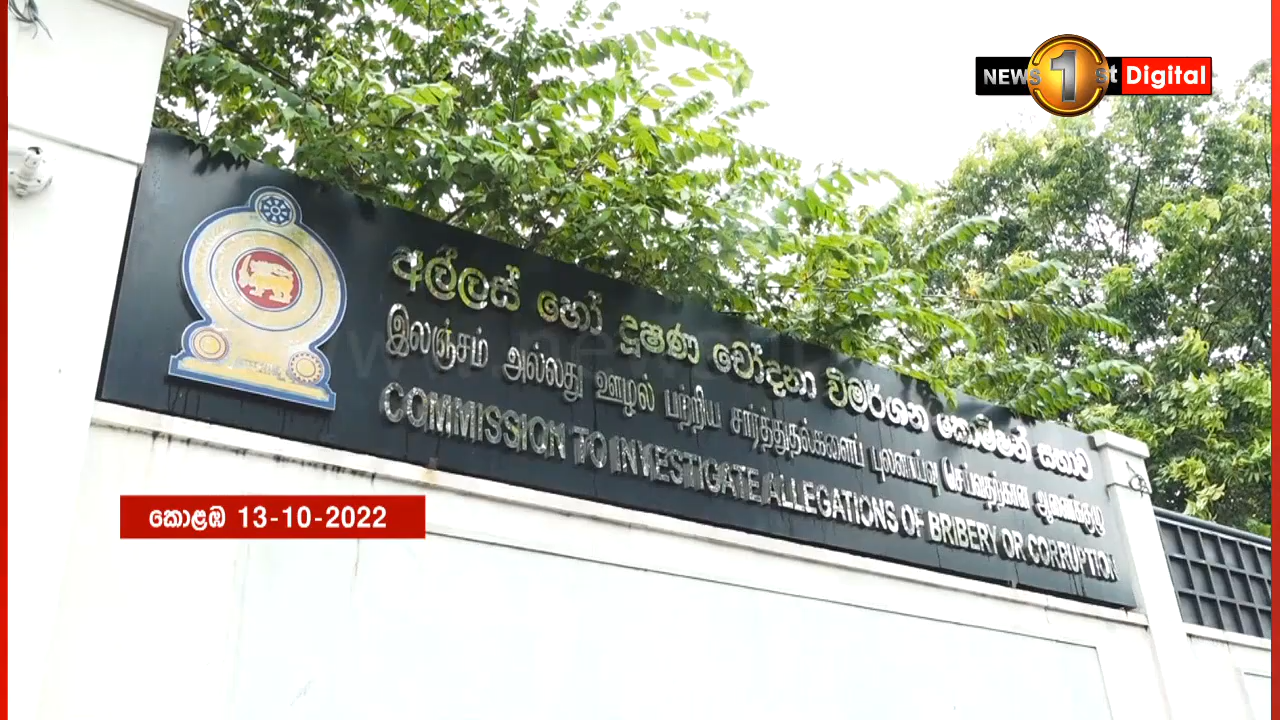 NEWS 1st Digital
අල්ලස් හෝ දූෂණ චෝදනා විමර්ශන කොමිෂන් සභාව
இலஞ்சம் அல்லது ஊழல் பற்றிய சார்த்துதல்களைப் புலனாய்வு செய்வதற்கான ஆணைக்குழு
COMMISSION TO INVESTIGATE ALLEGATIONS OF BRIBERY OR CORRUPTION
කොළඹ 13-10-2022